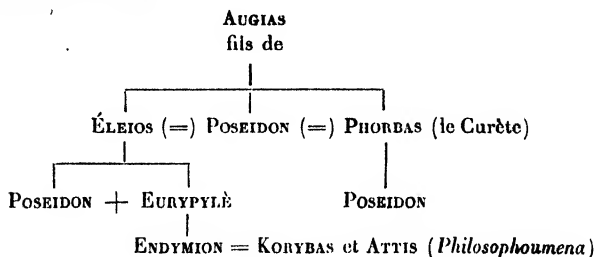 AUGIAS
fils de
ÉLEIOS (=) POSEIDON (=) PHORBAS (le Curète)
POSEIDON + EURYPYLÈ POSEIDON
ENDYMION = KORYBAS et ATTIS (Philosophoumena)